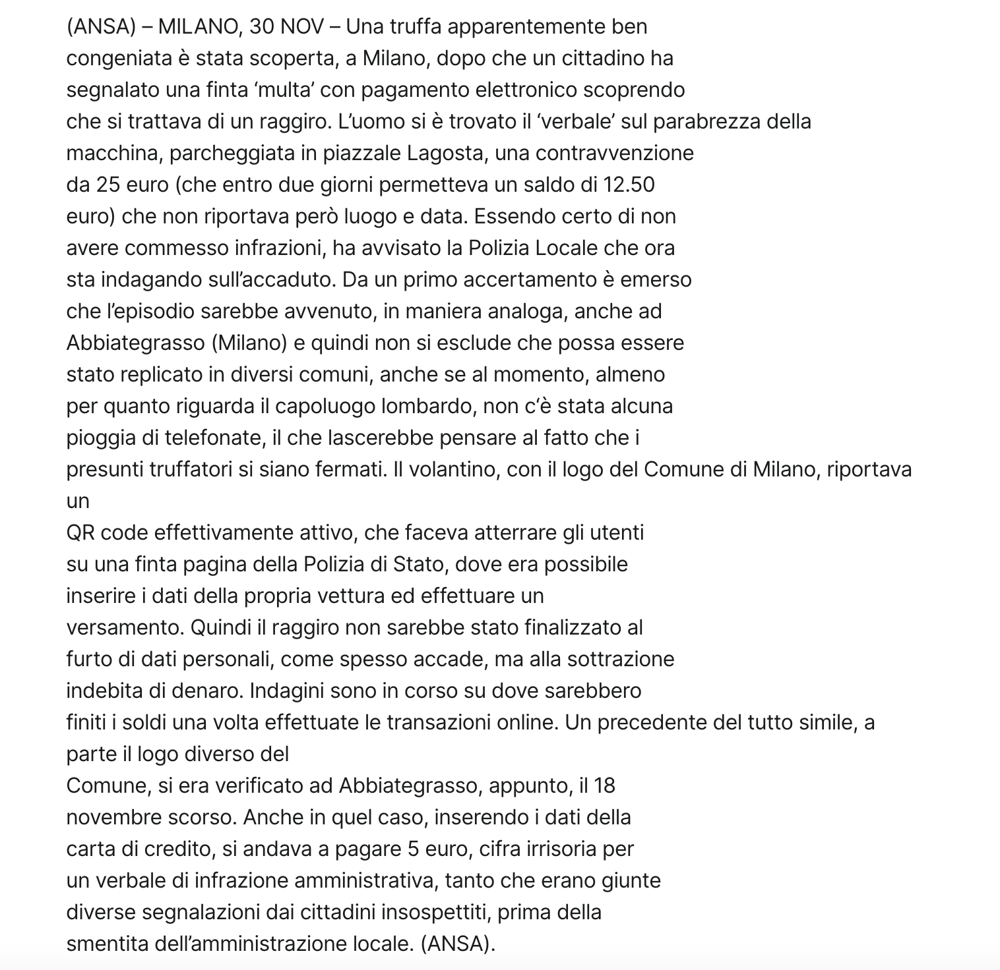 (ANSA) – MILANO, 30 NOV – Una truffa apparentemente ben
congeniata è stata scoperta, a Milano, dopo che un cittadino ha
segnalato una finta ‘multa’ con pagamento elettronico scoprendo
che si trattava di un raggiro. L’uomo si è trovato il ‘verbale’ sul parabrezza della
macchina, parcheggiata in piazzale Lagosta, una contravvenzione
da 25 euro (che entro due giorni permetteva un saldo di 12.50
euro) che non riportava però luogo e data. Essendo certo di non
avere commesso infrazioni, ha avvisato la Polizia Locale che ora
sta indagando sull’accaduto. Da un primo accertamento è emerso
che l’episodio sarebbe avvenuto, in maniera analoga, anche ad
Abbiategrasso (Milano) e quindi non si esclude che possa essere
stato replicato in diversi comuni, anche se al momento, almeno
per quanto riguarda il capoluogo lombardo, non c‘è stata alcuna
pioggia di telefonate, il che lascerebbe pensare al fatto che i
presunti truffatori si siano fermati. Il volantino, con il logo del Comune di Milano, riportava
un
QR code effettivamente attivo, che faceva atterrare gli utenti
su una finta pagina della Polizia di Stato, dove era possibile
inserire i dati della propria vettura ed effettuare un
versamento. Quindi il raggiro non sarebbe stato finalizzato al
furto di dati personali, come spesso accade, ma alla sottrazione
indebita di denaro. Indagini sono in corso su dove sarebbero
finiti i soldi una volta effettuate le transazioni online. Un precedente del tutto simile, a
parte il logo diverso del
Comune, si era verificato ad Abbiategrasso, appunto, il 18
novembre scorso. Anche in quel caso, inserendo i dati della
carta di credito, si andava a pagare 5 euro, cifra irrisoria per
un verbale di infrazione amministrativa, tanto che erano giunte
diverse segnalazioni dai cittadini insospettiti, prima della
smentita dell’amministrazione locale. (ANSA).